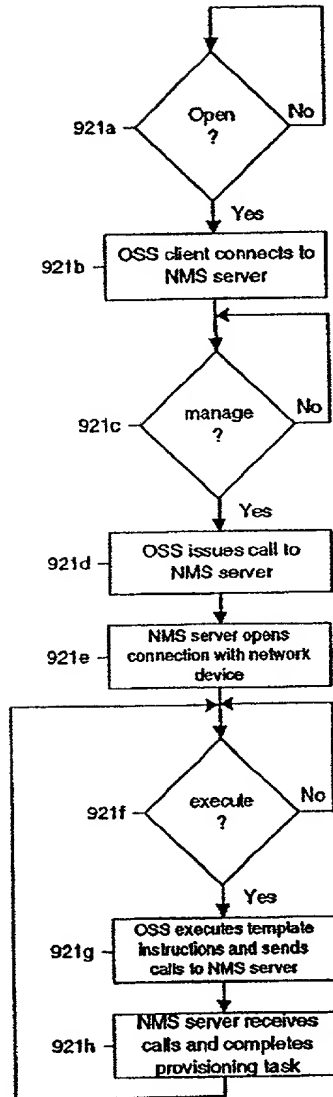 Open
?
No
921a
Yes
OSS client connects to
NMS server
921b
manage
?
No
921c
Yes
OSS issues call to
NMS server
921d
NMS server opens
connection with network
device
921e
execute
?
No
921f
Yes
OSS executes template
instructions and sends
calls to NMS server
921g
NMS server receives
calls and completes
provisioning task
921h